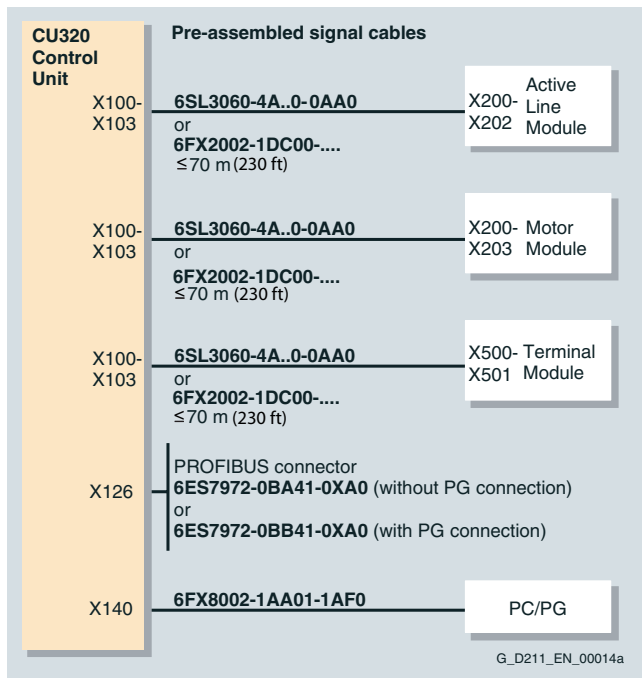 CU320
Control
Unit
Pre-assembled signal cables
X100-
X103
6SL3060-4A..0-0AA0
or
6FX2002-1DC00-....
≤70 m (230 ft)
X200- Active
X202 Line
Module
X100-
X103
6SL3060-4A..0-0AA0
or
6FX2002-1DC00-....
≤70 m (230 ft)
X200- Motor
X203 Module
X100-
X103
6SL3060-4A..0-0AA0
or
6FX2002-1DC00-....
≤70 m (230 ft)
X500- Terminal
X501 Module
X126
PROFIBUS connector
6ES7972-0BA41-0XA0 (without PG connection)
or
6ES7972-0BB41-0XA0 (with PG connection)
X140
6FX8002-1AA01-1AF0
PC/PG
G_D211_EN_00014a